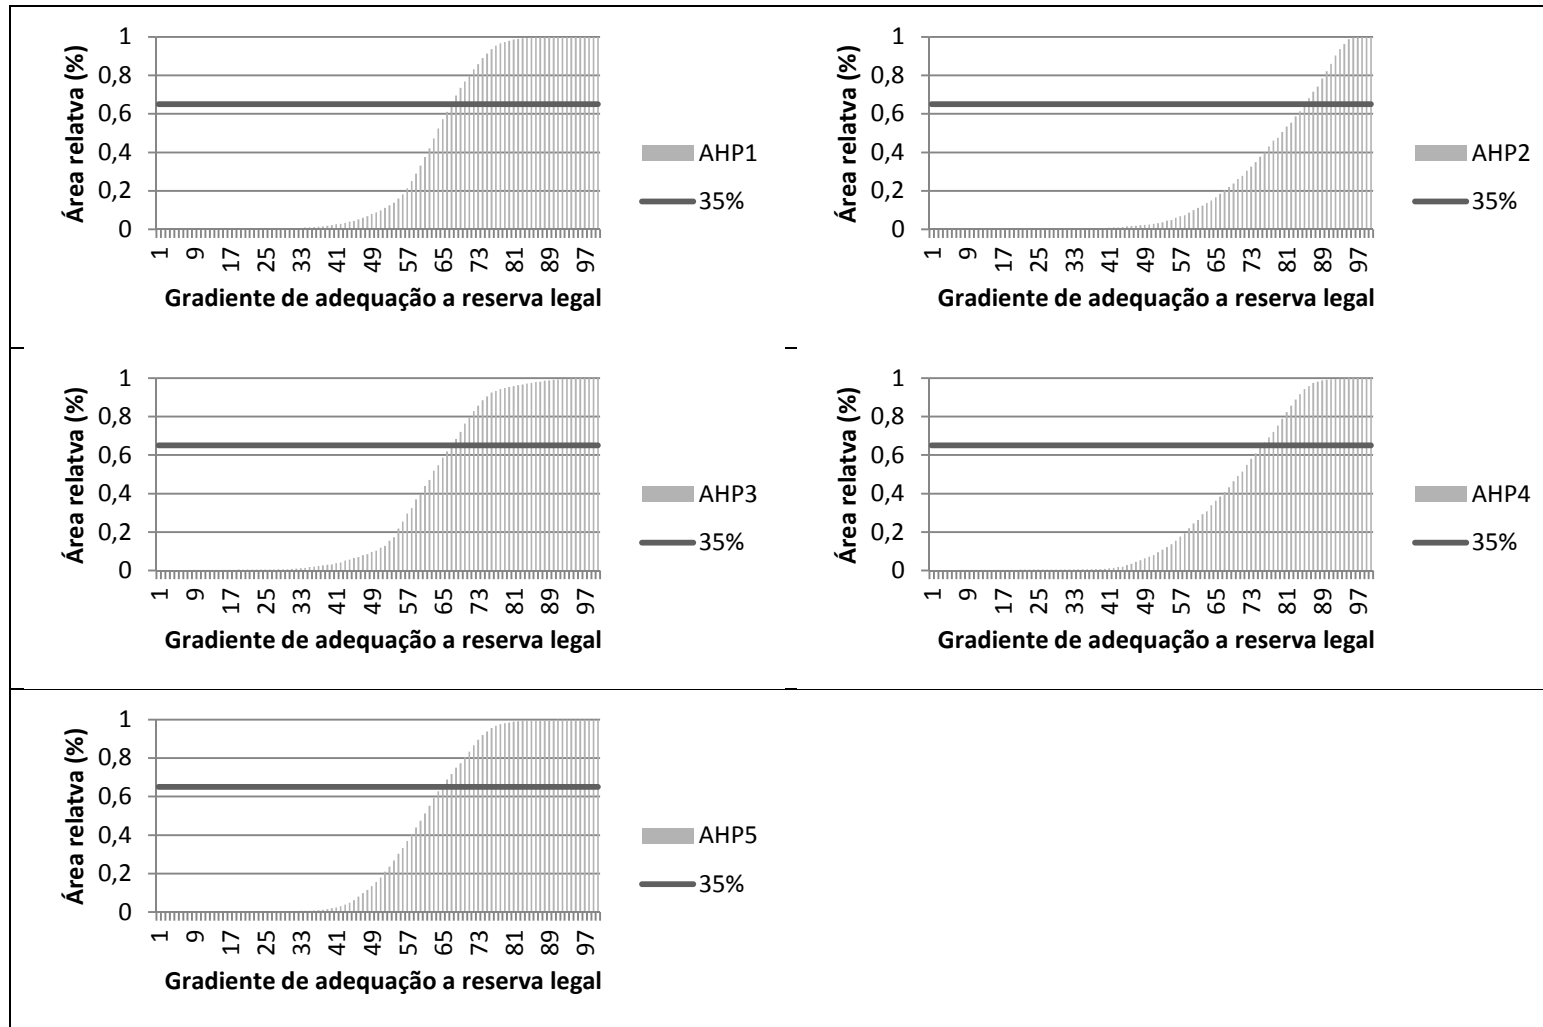 Área relatva (%)
1
0,8
0,6
0,4
0,2
0
1 9 17 25 33 41 49 57 65 73 81 89 97
Gradiente de adequação a reserva legal
AHP1
35%
Área relatva (%)
1
0,8
0,6
0,4
0,2
0
1 9 17 25 33 41 49 57 65 73 81 89 97
Gradiente de adequação a reserva legal
AHP2
35%
Área relatva (%)
1
0,8
0,6
0,4
0,2
0
1 9 17 25 33 41 49 57 65 73 81 89 97
Gradiente de adequação a reserva legal
AHP3
35%
Área relatva (%)
1
0,8
0,6
0,4
0,2
0
1 9 17 25 33 41 49 57 65 73 81 89 97
Gradiente de adequação a reserva legal
AHP4
35%
Área relatva (%)
1
0,8
0,6
0,4
0,2
0
1 9 17 25 33 41 49 57 65 73 81 89 97
Gradiente de adequação a reserva legal
AHP5
35%